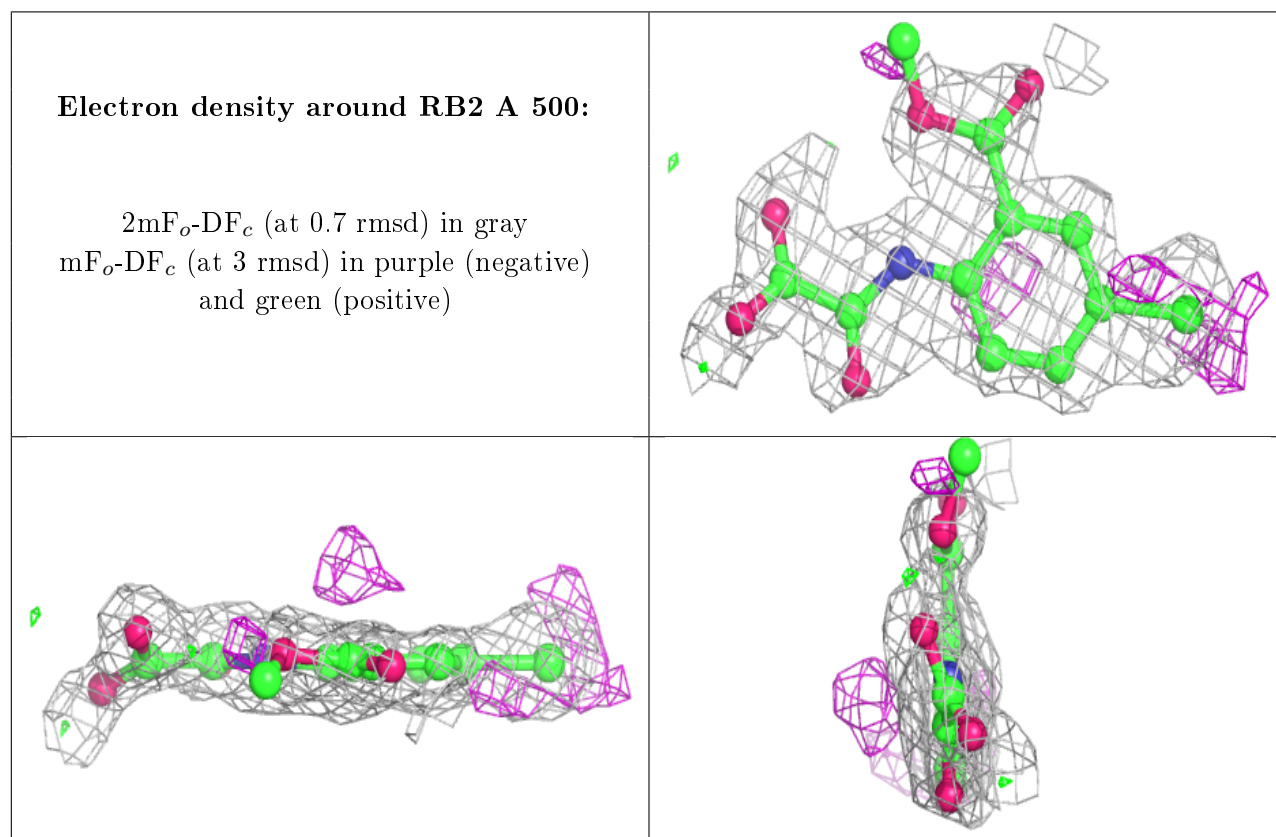 Electron density around RB2 A 500:
2mFₒ-DF𝒸 (at 0.7 rmsd) in gray
mFₒ-DF𝒸 (at 3 rmsd) in purple (negative)
and green (positive)